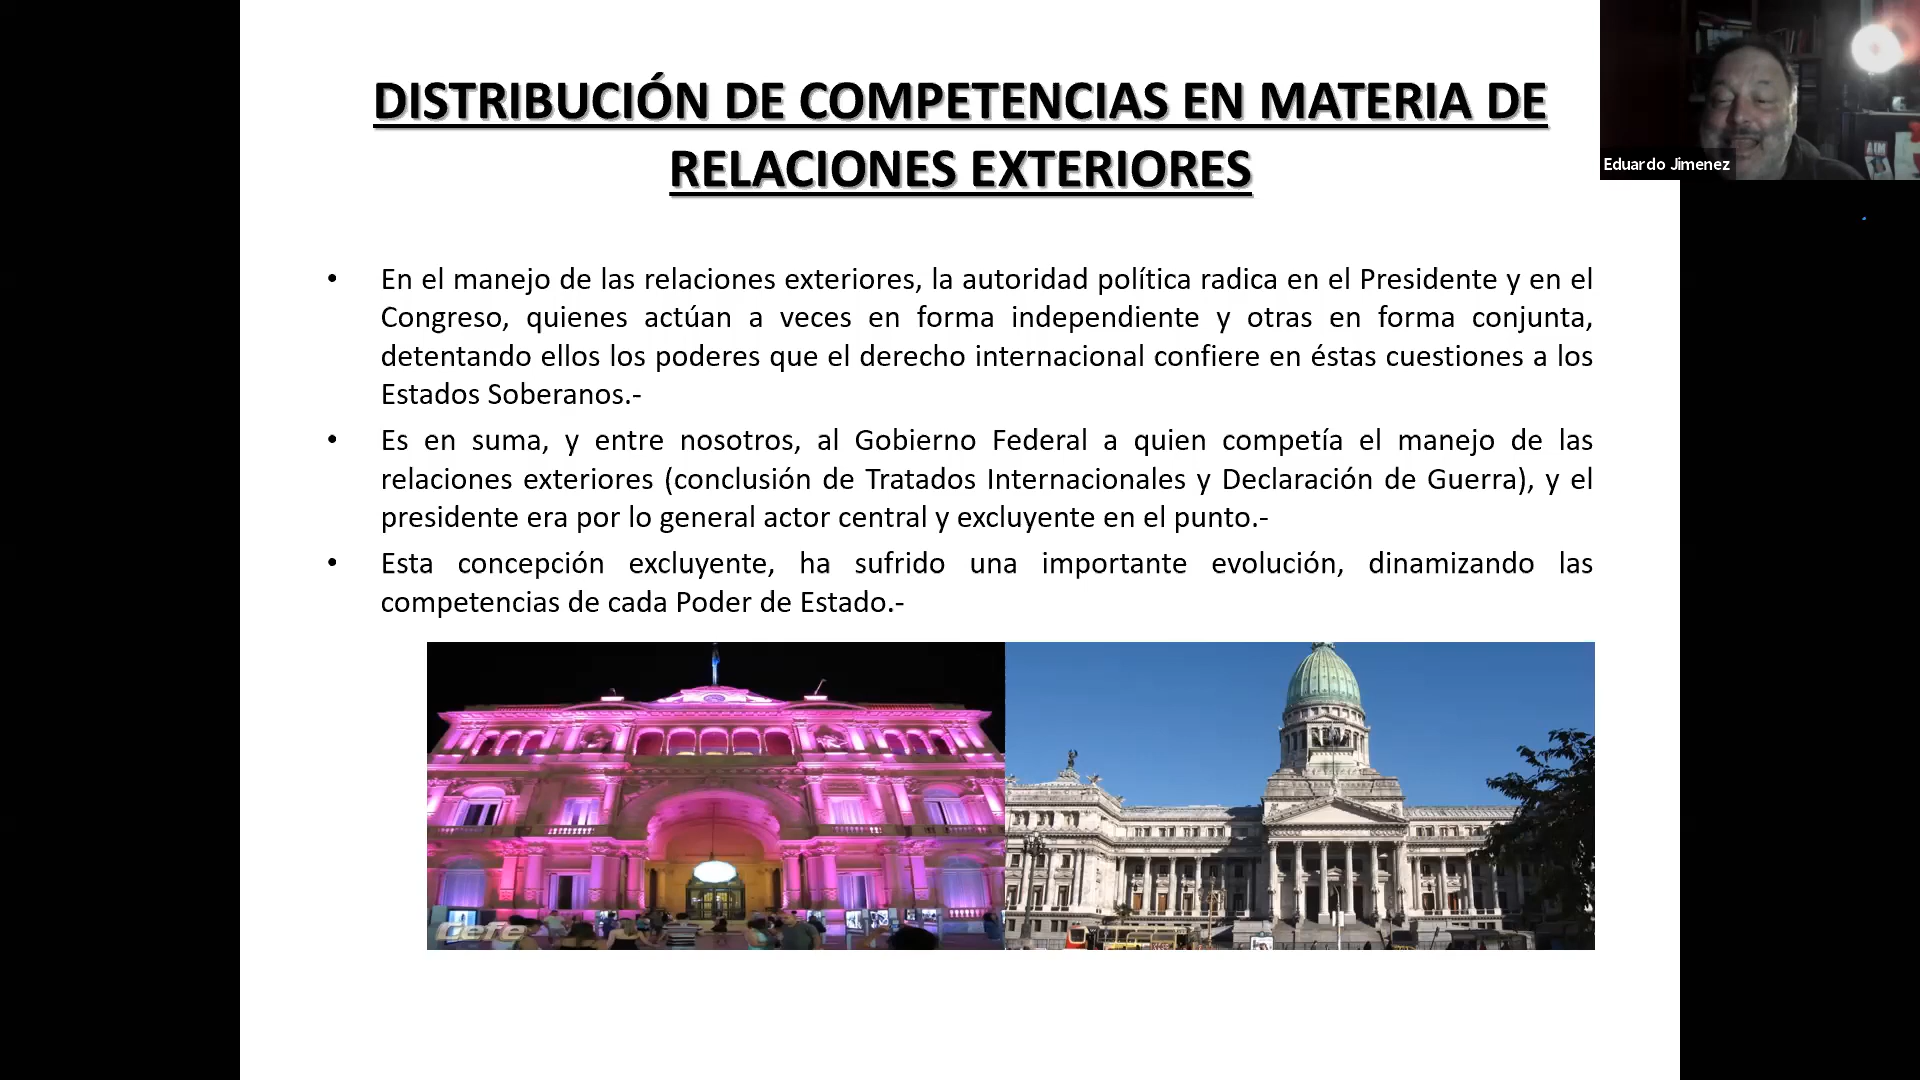 DISTRIBUCIÓN DE COMPETENCIAS EN MATERIA DE
RELACIONES EXTERIORES
Eduardo Jimenez
AIM
• En el manejo de las relaciones exteriores, la autoridad política radica en el Presidente y en el
Congreso, quienes actúan a veces en forma independiente y otras en forma conjunta,
detentando ellos los poderes que el derecho internacional confiere en éstas cuestiones a los
Estados Soberanos.-
• Es en suma, y entre nosotros, al Gobierno Federal a quien competía el manejo de las
relaciones exteriores (conclusión de Tratados Internacionales y Declaración de Guerra), y el
presidente era por lo general actor central y excluyente en el punto.-
• Esta concepción excluyente, ha sufrido una importante evolución, dinamizando las
competencias de cada Poder de Estado.-
Cefe